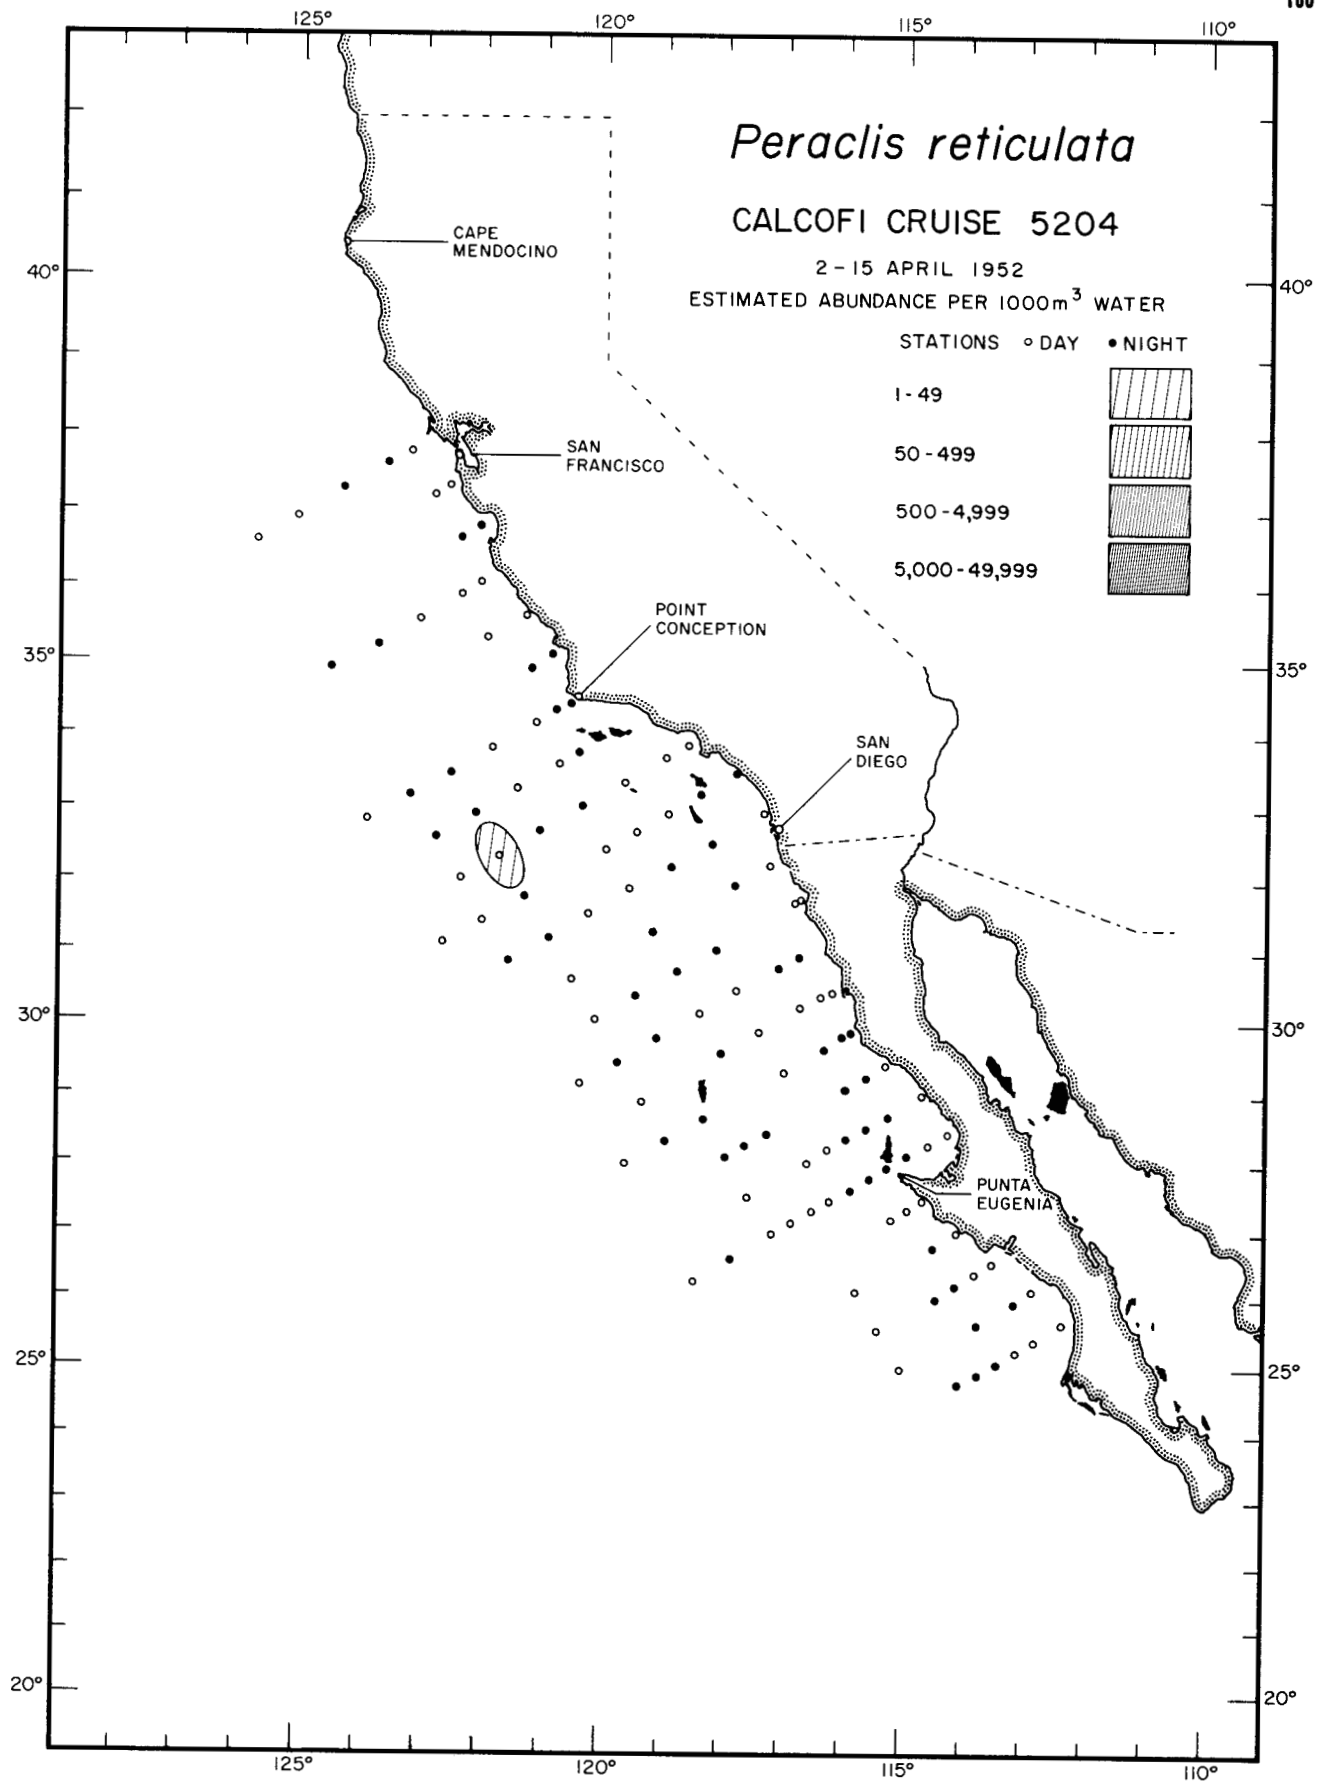 125° 120° 115° 110°
Peraclis reticulata
CALCOFI CRUISE 5204
2-15 APRIL 1952
ESTIMATED ABUNDANCE PER 1000m³ WATER
STATIONS ○ DAY ● NIGHT
1-49
50-499
500-4,999
5,000-49,999
CAPE
MENDOCINO
40° 40°
SAN
FRANCISCO
POINT
CONCEPTION
35° 35°
SAN
DIEGO
30° 30°
PUNTA
EUGENIA
25° 25°
20° 20°
125° 120° 115° 110°